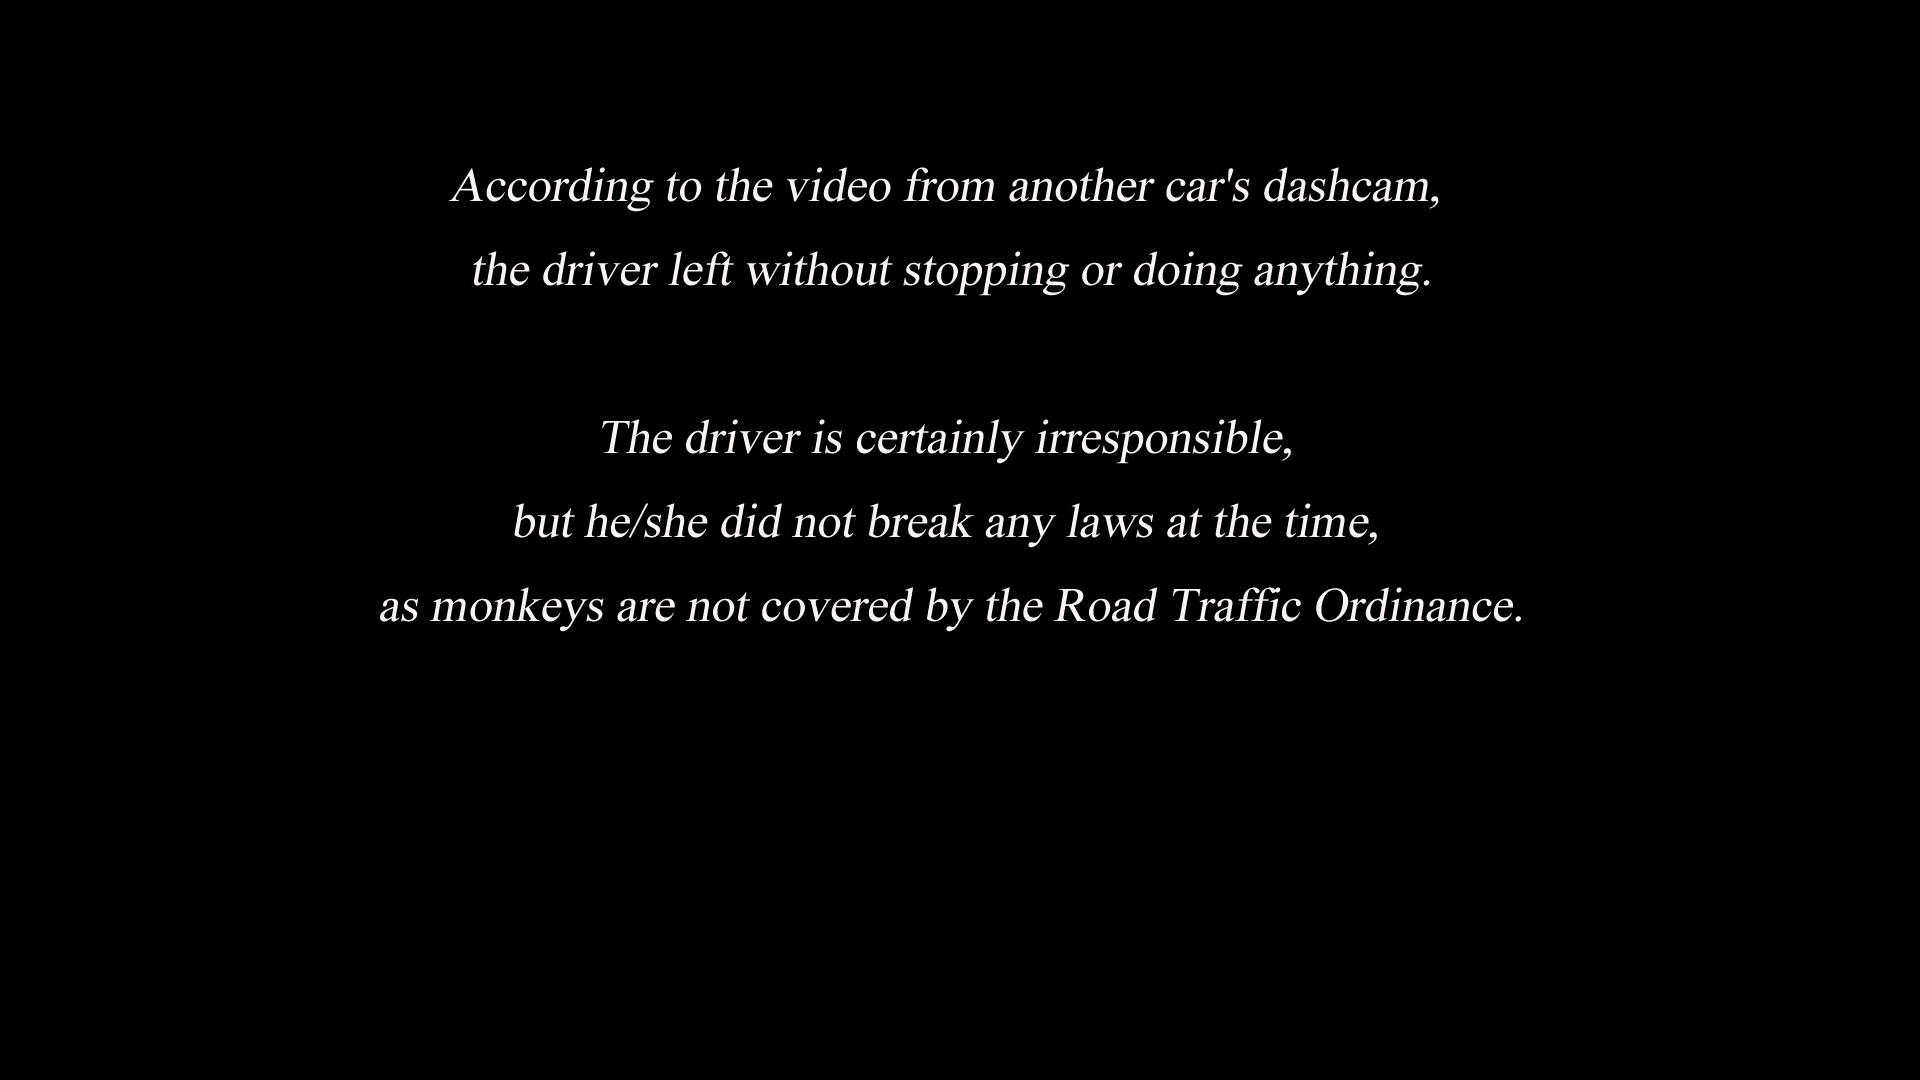 According to the video from another car's dashcam,
the driver left without stopping or doing anything.
The driver is certainly irresponsible,
but he/she did not break any laws at the time,
as monkeys are not covered by the Road Traffic Ordinance.